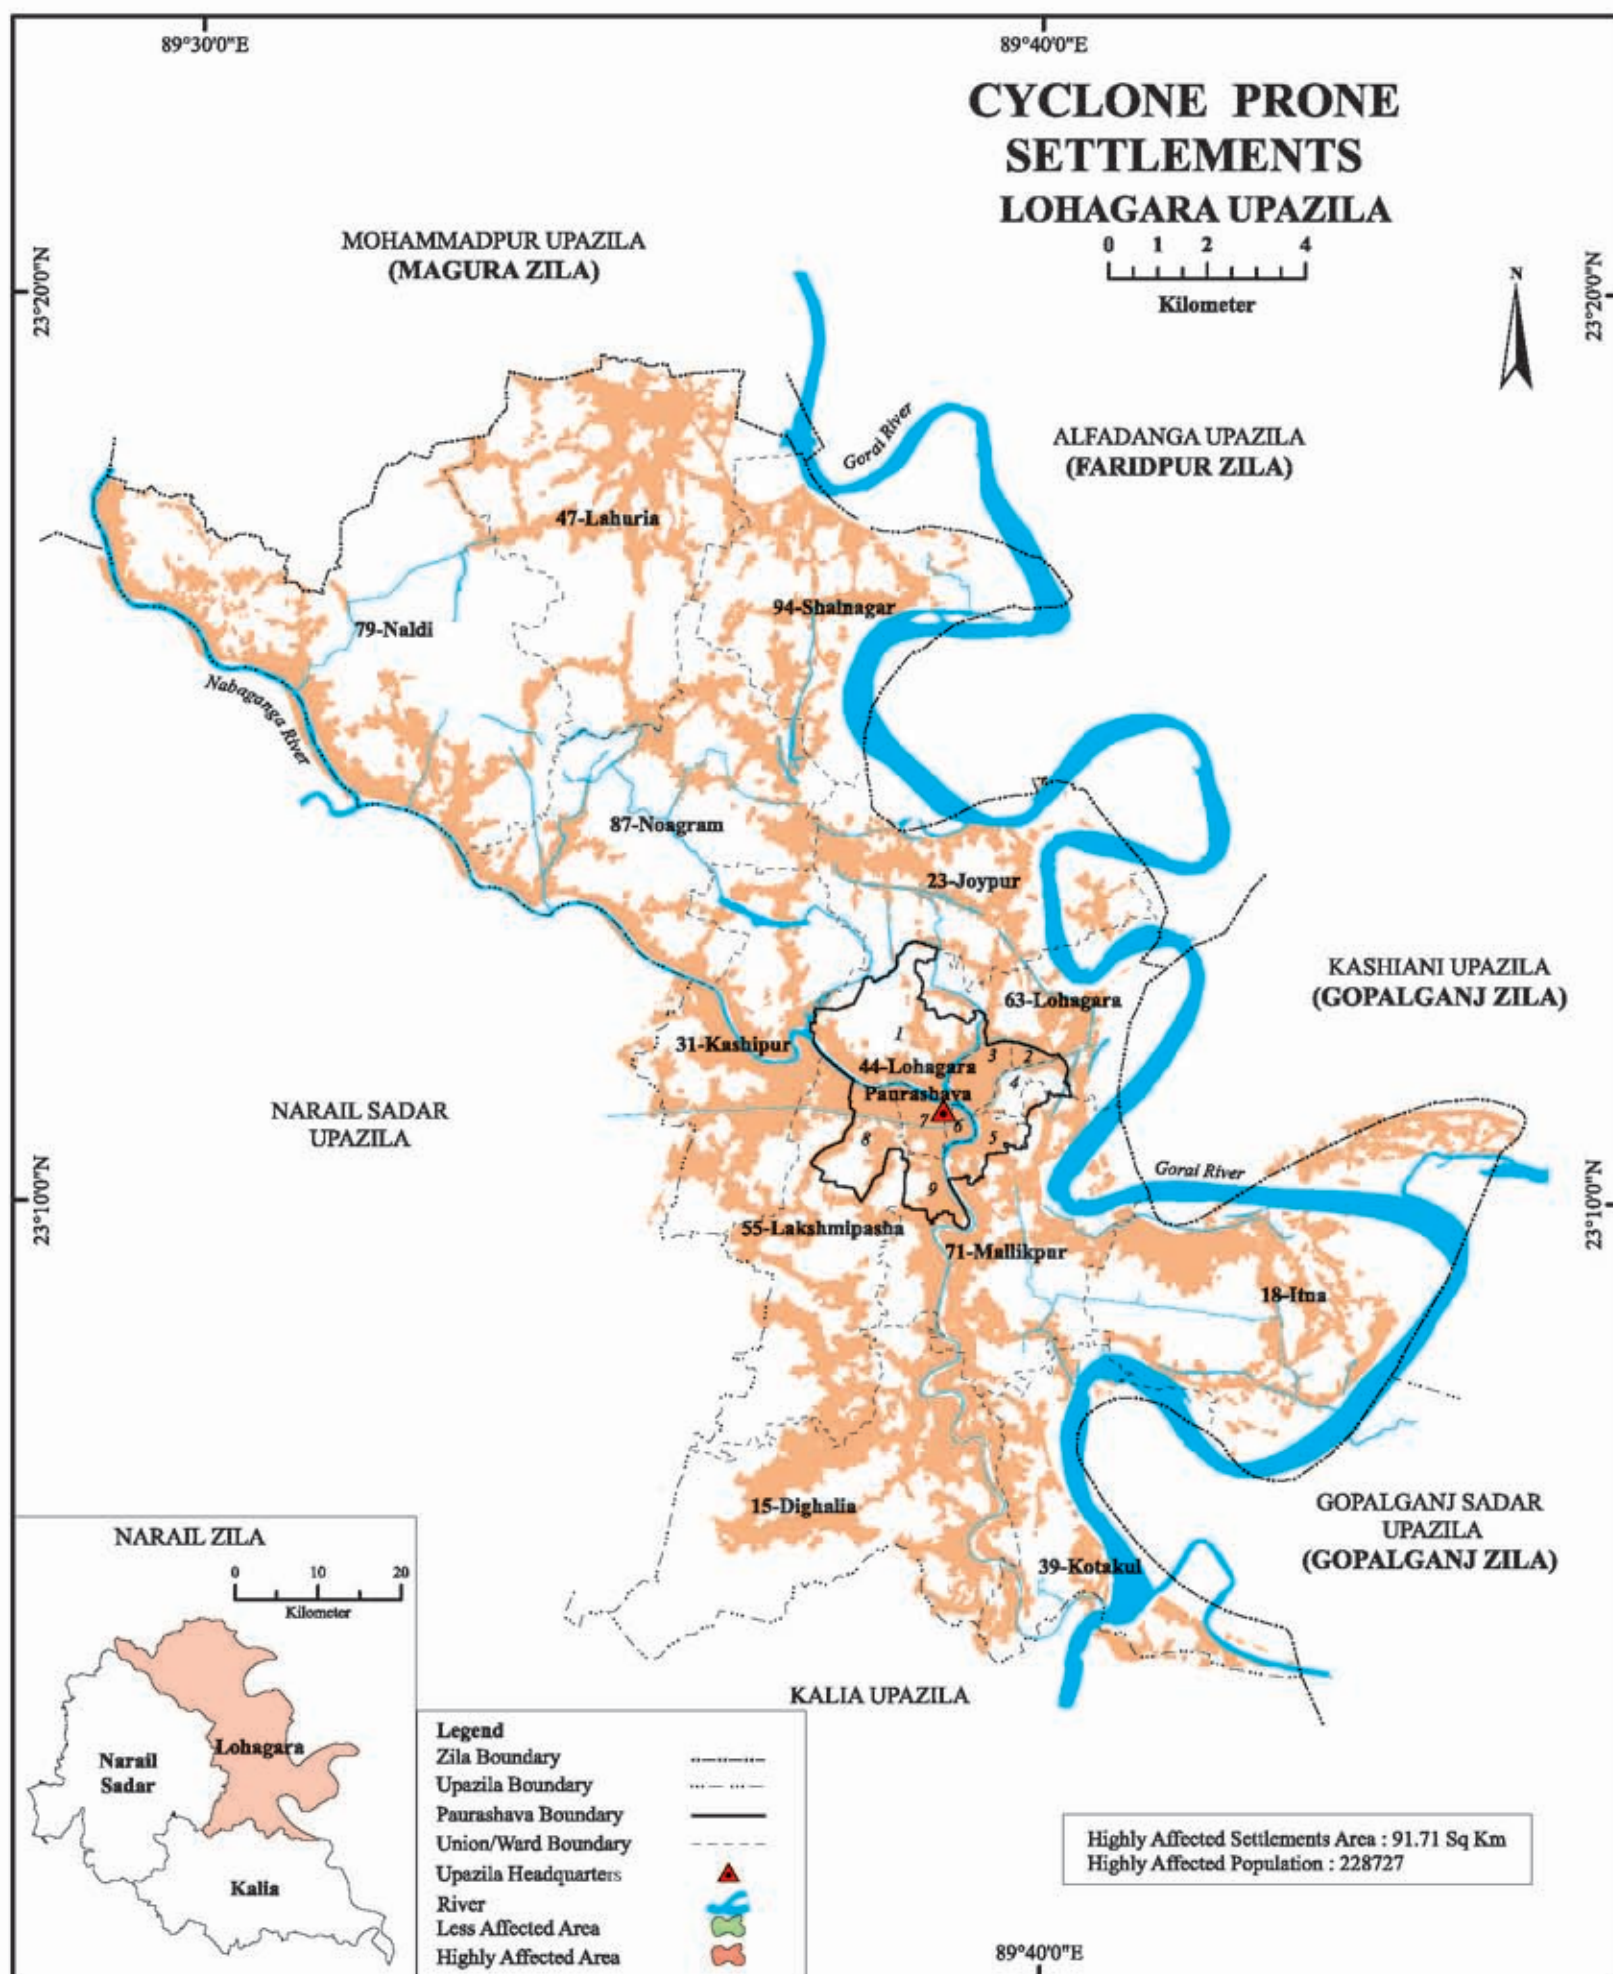 89°30'0"E
89°40'0"E
CYCLONE PRONE
SETTLEMENTS
LOHAGARA UPAZILA
0 1 2 4
Kilometer
N
MOHAMMADPUR UPAZILA
(MAGURA ZILA)
23°20'0"N
23°20'0"N
Gorai River
ALFADANGA UPAZILA
(FARIDPUR ZILA)
47-Lahuria
94-Shalnagar
79-Naldi
Nabaganga River
87-Noagram
23-Joypur
KASHIANI UPAZILA
(GOPALGANJ ZILA)
63-Lohagara
31-Kashipur
1
44-Lohagara
Paurashava
3
2
4
7
6
8
5
9
NARAIL SADAR
UPAZILA
Gorai River
23°10'0"N
23°10'0"N
55-Lakshmipasha
71-Mallikpur
18-Itna
15-Dighalia
39-Kotakul
GOPALGANJ SADAR
UPAZILA
(GOPALGANJ ZILA)
KALIA UPAZILA
NARAIL ZILA
0 10 20
Kilometer
Narail
Sadar
Lohagara
Kalia
Legend
Zila Boundary
Upazila Boundary
Paurashava Boundary
Union/Ward Boundary
Upazila Headquarters
River
Less Affected Area
Highly Affected Area
Highly Affected Settlements Area : 91.71 Sq Km
Highly Affected Population : 228727
89°40'0"E